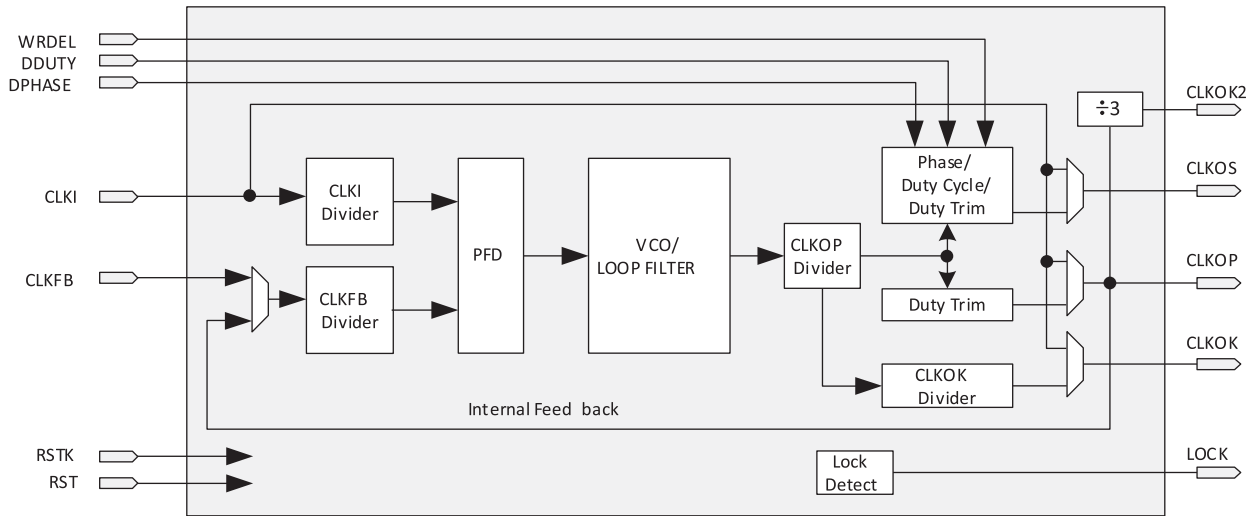 WRDEL
DDUTY
DPHASE
CLKI
CLKFB
RSTK
RST
CLKI
Divider
CLKFB
Divider
PFD
VCO/
LOOP FILTER
CLKOP
Divider
Phase/
Duty Cycle/
Duty Trim
Duty Trim
CLKOK
Divider
Internal Feed back
Lock
Detect
÷3
CLKOK2
CLKOS
CLKOP
CLKOK
LOCK